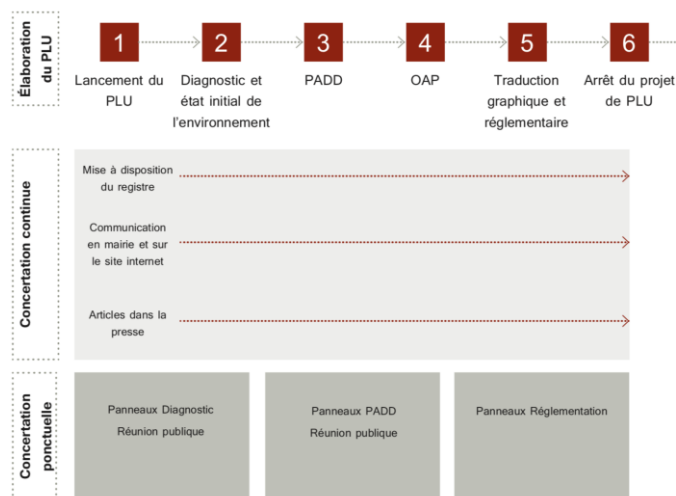 Élaboration
du PLU
1
2
3
4
5
6
Lancement du
PLU
Diagnostic et
état initial de
l'environnement
PADD
OAP
Traduction
graphique et
réglementaire
Arrêt du projet
de PLU
Concertation continue
Mise à disposition
du registre
Communication
en mairie et sur
le site internet
Articles dans la
presse
Concertation
ponctuelle
Panneaux Diagnostic
Réunion publique
Panneaux PADD
Réunion publique
Panneaux Réglementation